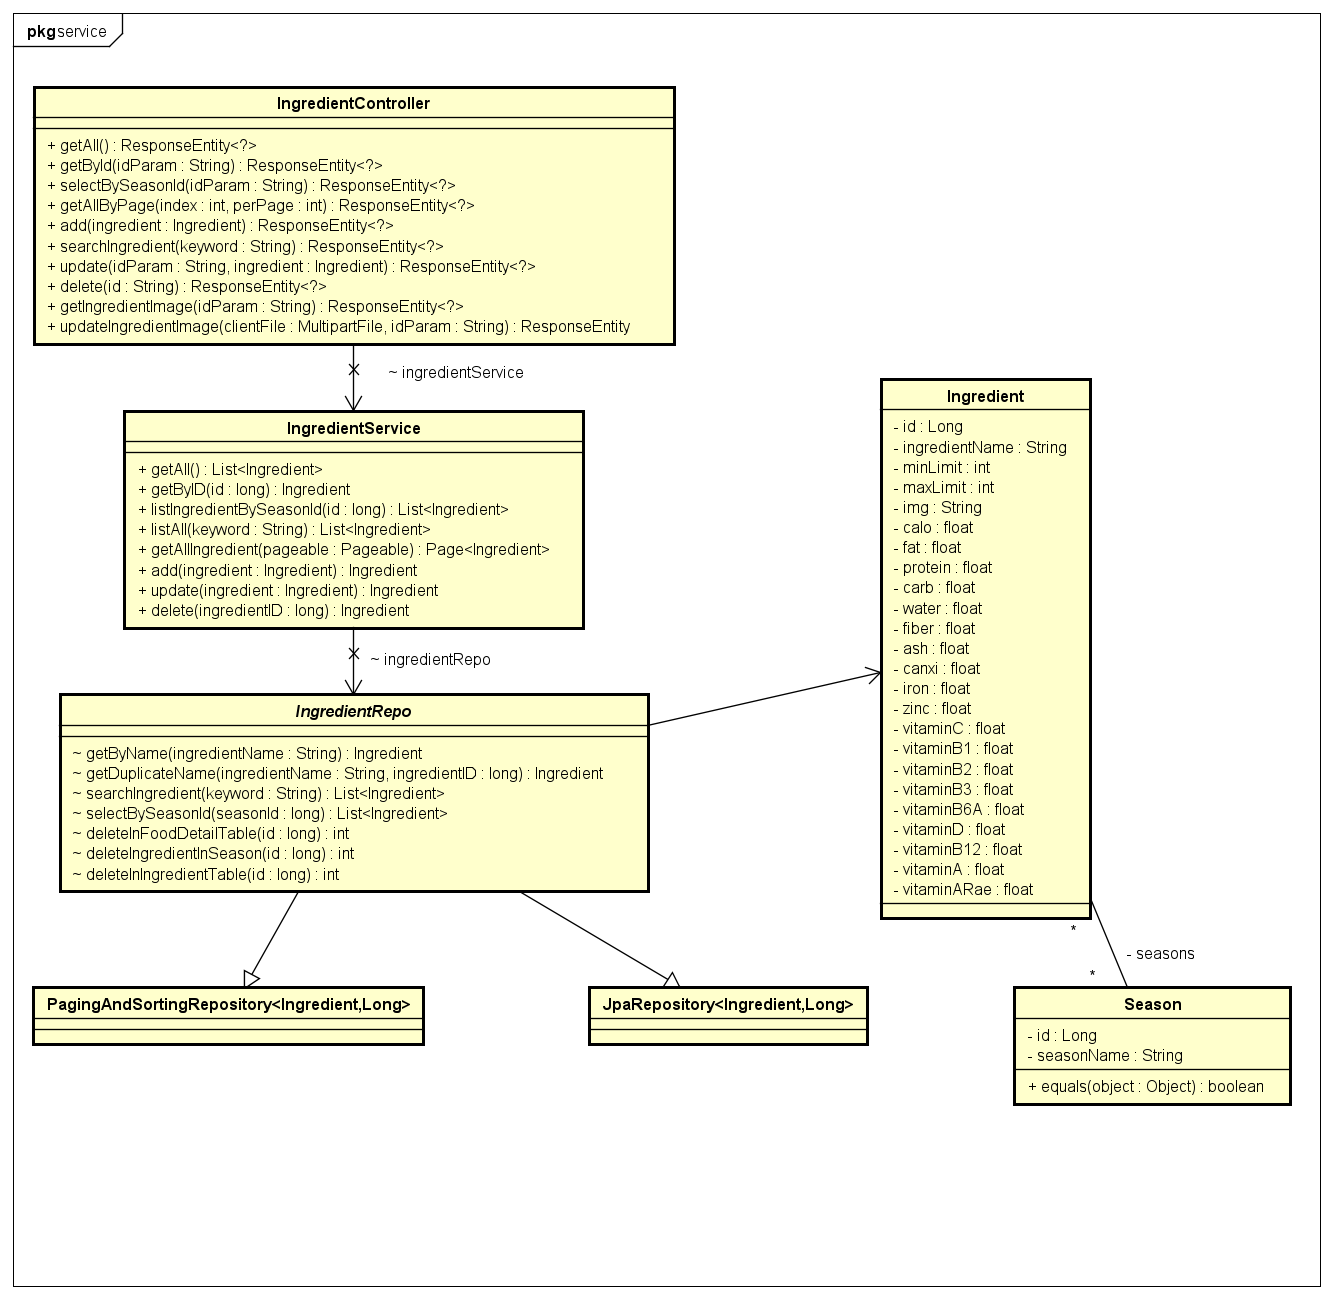 pkg service
IngredientController
+ getAll() : ResponseEntity<?>
+ getById(idParam : String) : ResponseEntity<?>
+ selectBySeasonId(idParam : String) : ResponseEntity<?>
+ getAllByPage(index : int, perPage : int) : ResponseEntity<?>
+ add(ingredient : Ingredient) : ResponseEntity<?>
+ searchIngredient(keyword : String) : ResponseEntity<?>
+ update(idParam : String, ingredient : Ingredient) : ResponseEntity<?>
+ delete(id : String) : ResponseEntity<?>
+ getIngredientImage(idParam : String) : ResponseEntity<?>
+ updateIngredientImage(clientFile : MultipartFile, idParam : String) : ResponseEntity
~ ingredientService
IngredientService
+ getAll() : List<Ingredient>
+ getByID(id : long) : Ingredient
+ listIngredientBySeasonId(id : long) : List<Ingredient>
+ listAll(keyword : String) : List<Ingredient>
+ getAllIngredient(pageable : Pageable) : Page<Ingredient>
+ add(ingredient : Ingredient) : Ingredient
+ update(ingredient : Ingredient) : Ingredient
+ delete(ingredientID : long) : Ingredient
~ ingredientRepo
IngredientRepo
~ getByName(ingredientName : String) : Ingredient
~ getDuplicateName(ingredientName : String, ingredientID : long) : Ingredient
~ searchIngredient(keyword : String) : List<Ingredient>
~ selectBySeasonId(seasonId : long) : List<Ingredient>
~ deleteInFoodDetailTable(id : long) : int
~ deleteIngredientInSeason(id : long) : int
~ deleteInIngredientTable(id : long) : int
PagingAndSortingRepository<Ingredient,Long>
JpaRepository<Ingredient,Long>
Ingredient
- id : Long
- ingredientName : String
- minLimit : int
- maxLimit : int
- img : String
- calo : float
- fat : float
- protein : float
- carb : float
- water : float
- fiber : float
- ash : float
- canxi : float
- iron : float
- zinc : float
- vitaminC : float
- vitaminB1 : float
- vitaminB2 : float
- vitaminB3 : float
- vitaminB6A : float
- vitaminD : float
- vitaminB12 : float
- vitaminA : float
- vitaminARae : float
*
- seasons
*
Season
- id : Long
- seasonName : String
+ equals(object : Object) : boolean